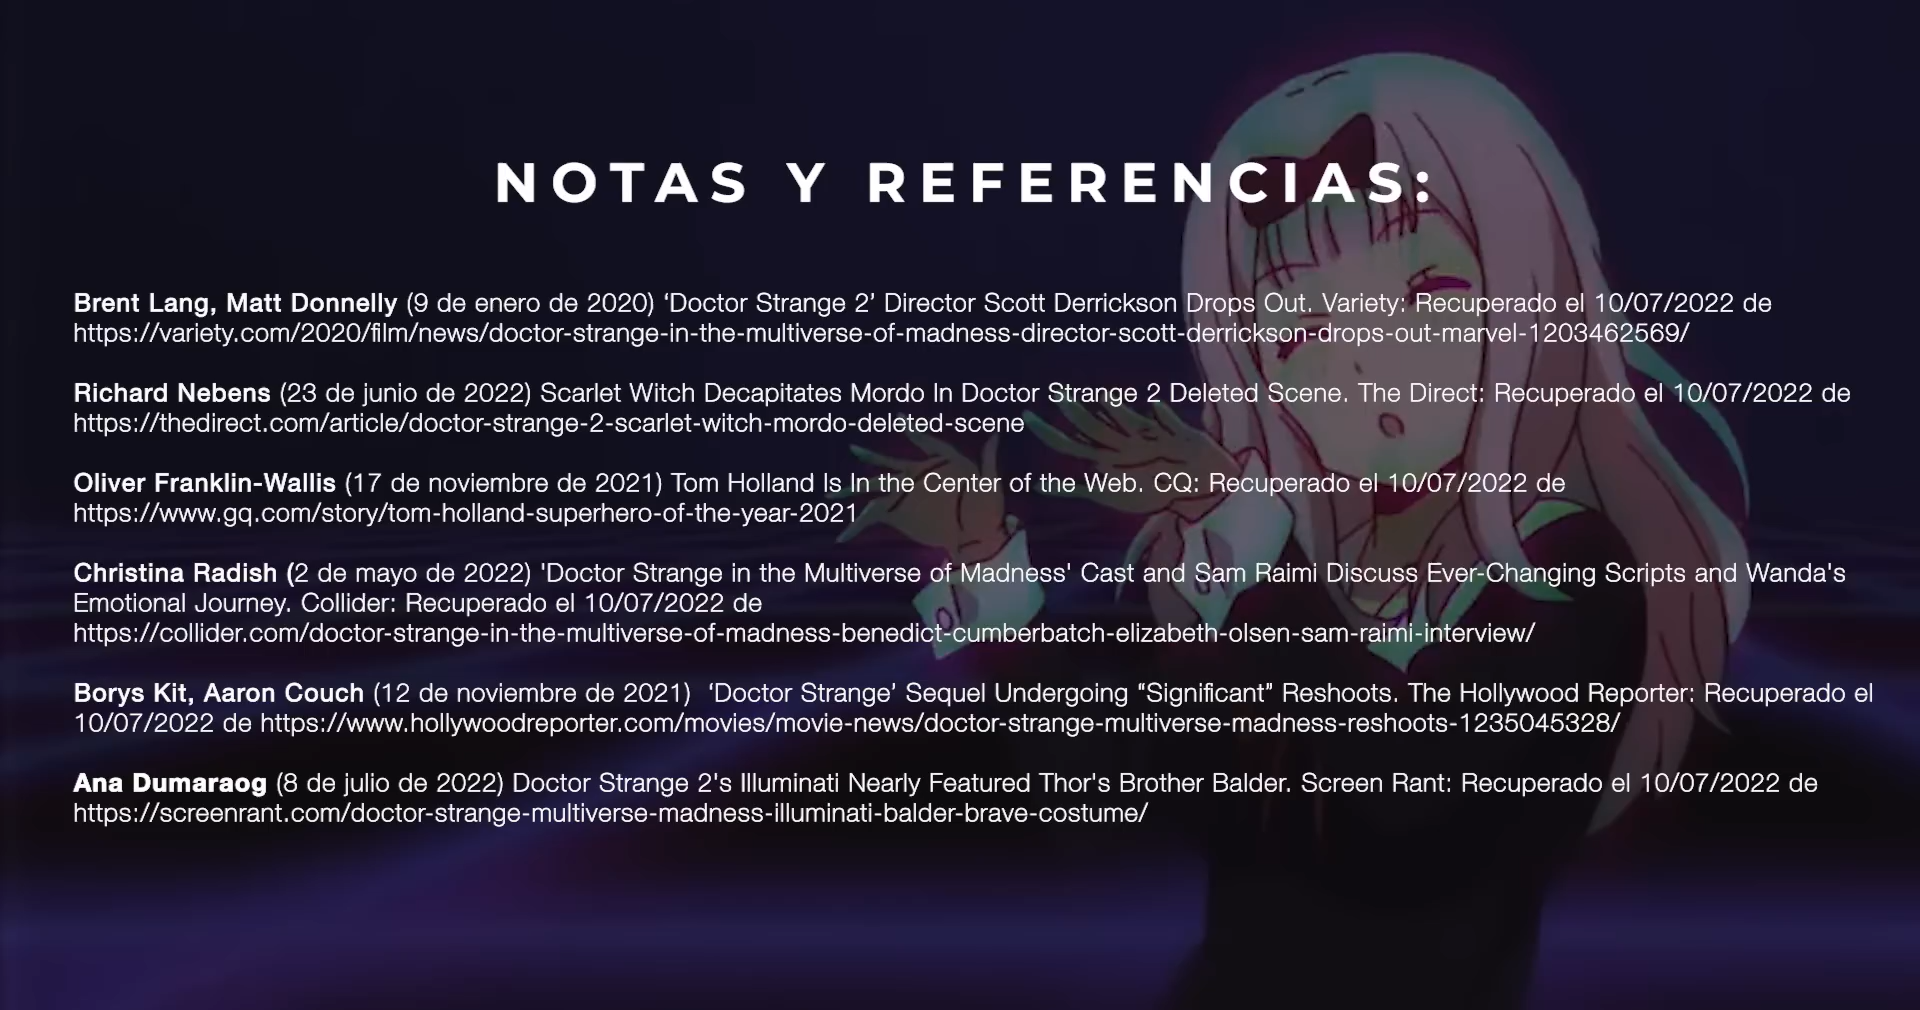 NOTAS Y REFERENCIAS:
Brent Lang, Matt Donnelly (9 de enero de 2020) ‘Doctor Strange 2’ Director Scott Derrickson Drops Out. Variety: Recuperado el 10/07/2022 de
https://variety.com/2020/film/news/doctor-strange-in-the-multiverse-of-madness-director-scott-derrickson-drops-out-marvel-1203462569/
Richard Nebens (23 de junio de 2022) Scarlet Witch Decapitates Mordo In Doctor Strange 2 Deleted Scene. The Direct: Recuperado el 10/07/2022 de
https://thedirect.com/article/doctor-strange-2-scarlet-witch-mordo-deleted-scene
Oliver Franklin-Wallis (17 de noviembre de 2021) Tom Holland Is In the Center of the Web. CQ: Recuperado el 10/07/2022 de
https://www.gq.com/story/tom-holland-superhero-of-the-year-2021
Christina Radish (2 de mayo de 2022) 'Doctor Strange in the Multiverse of Madness' Cast and Sam Raimi Discuss Ever-Changing Scripts and Wanda's
Emotional Journey. Collider: Recuperado el 10/07/2022 de
https://collider.com/doctor-strange-in-the-multiverse-of-madness-benedict-cumberbatch-elizabeth-olsen-sam-raimi-interview/
Borys Kit, Aaron Couch (12 de noviembre de 2021)  ‘Doctor Strange’ Sequel Undergoing “Significant” Reshoots. The Hollywood Reporter: Recuperado el
10/07/2022 de https://www.hollywoodreporter.com/movies/movie-news/doctor-strange-multiverse-madness-reshoots-1235045328/
Ana Dumaraog (8 de julio de 2022) Doctor Strange 2's Illuminati Nearly Featured Thor's Brother Balder. Screen Rant: Recuperado el 10/07/2022 de
https://screenrant.com/doctor-strange-multiverse-madness-illuminati-balder-brave-costume/